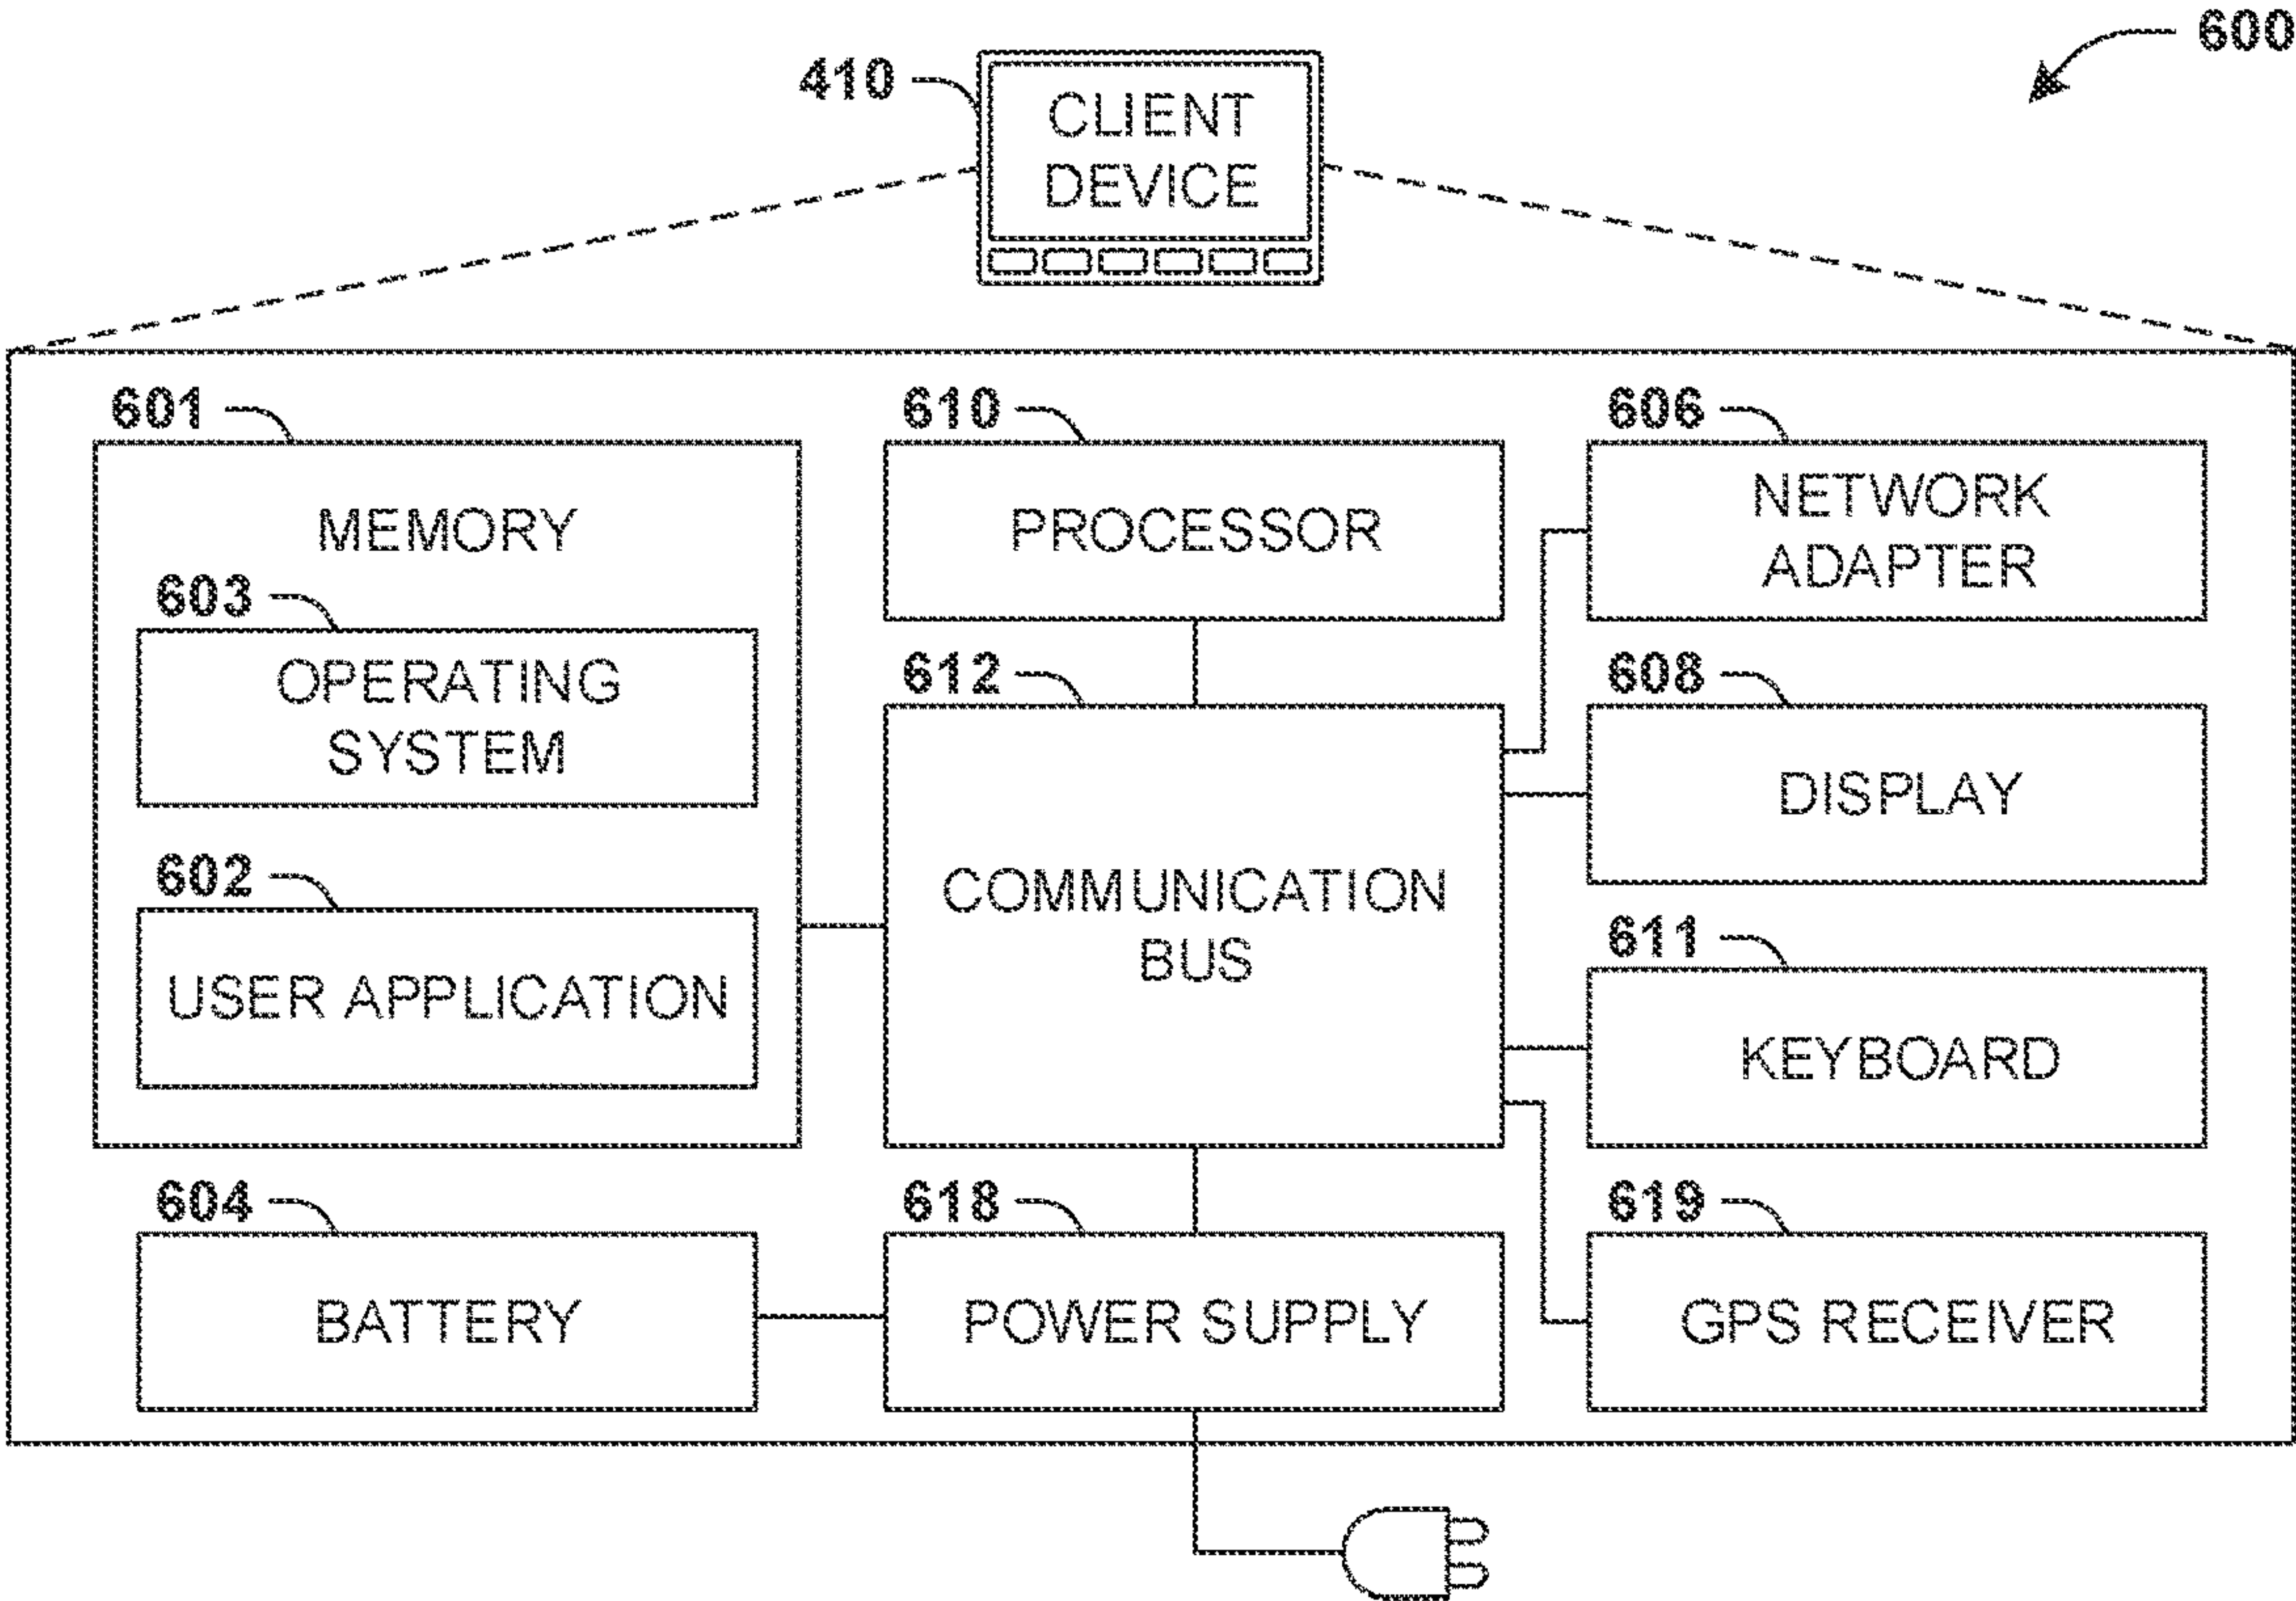 600
410
CLIENT
DEVICE
601
MEMORY
603
OPERATING
SYSTEM
602
USER APPLICATION
604
BATTERY
610
PROCESSOR
612
COMMUNICATION
BUS
618
POWER SUPPLY
606
NETWORK
ADAPTER
608
DISPLAY
611
KEYBOARD
619
GPS RECEIVER